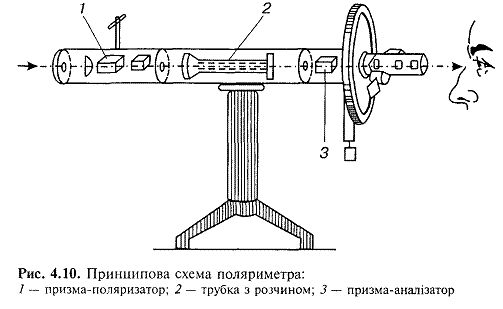 1
2
3
Рис. 4.10. Принципова схема поляриметра:
1 — призма-поляризатор; 2 — трубка з розчином; 3 — призма-аналізатор